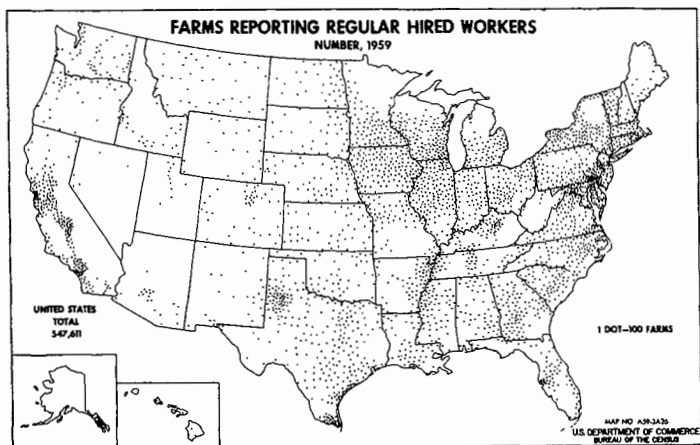 FARMS REPORTING REGULAR HIRED WORKERS
NUMBER, 1959
UNITED STATES
TOTAL
547,611
1 DOT—100 FARMS
MAP NO. A59-3A26
U.S. DEPARTMENT OF COMMERCE
BUREAU OF THE CENSUS